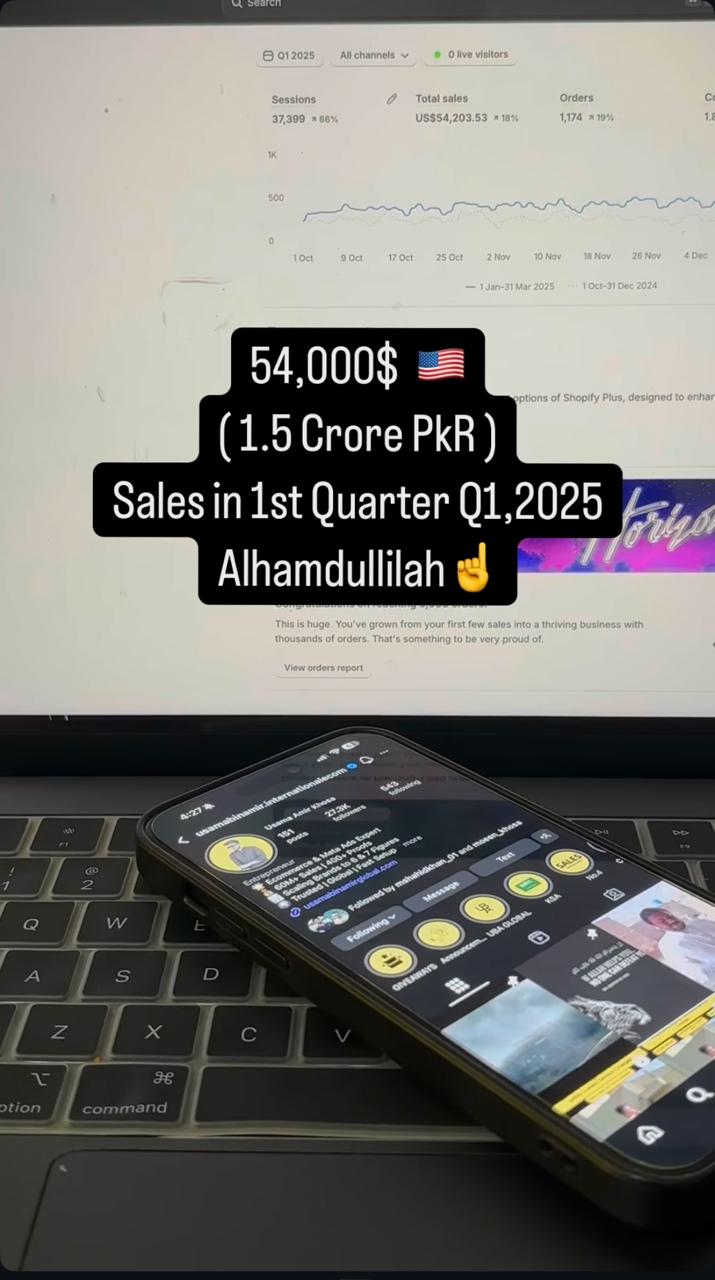 Search
Q1 2025 All channels 0 live visitors
Sessions Total sales Orders
37,399 ↗ 66% US$54,203.53 ↗ 18% 1,174 ↗ 19%
1K
500
0
1 Oct 9 Oct 17 Oct 25 Oct 2 Nov 10 Nov 18 Nov 26 Nov 4 Dec
1 Jan–31 Mar 2025 1 Oct–31 Dec 2024
54,000$ 🇺🇸
options of Shopify Plus, designed to enhan
( 1.5 Crore PkR )
Sales in 1st Quarter Q1,2025
Horizo
Alhamdullilah ☝️
This is huge. You've grown from your first few sales into a thriving business with
thousands of orders. That's something to be very proud of.
View orders report
4:27
usamabinamir.internationalecom
Usama Amir Khosa
151 27.3K 543
posts followers following
Entrepreneur
Ecommerce & Meta Ads Expert
60M+ Sales | 400+ Proofs
Scaling Brands to 6 & 7 Figures
Trusted | Global | Fast Setup more
usamabinamirglobal.com
Followed by mahabidkhan_01 and moeen_khosa
Following Message Text
GIVEAWAYS Announcem... UBA GLOBAL KSA No.4
SALES
F1 F9
1 @ 2
Q W E
A S D
Z X C V
option command